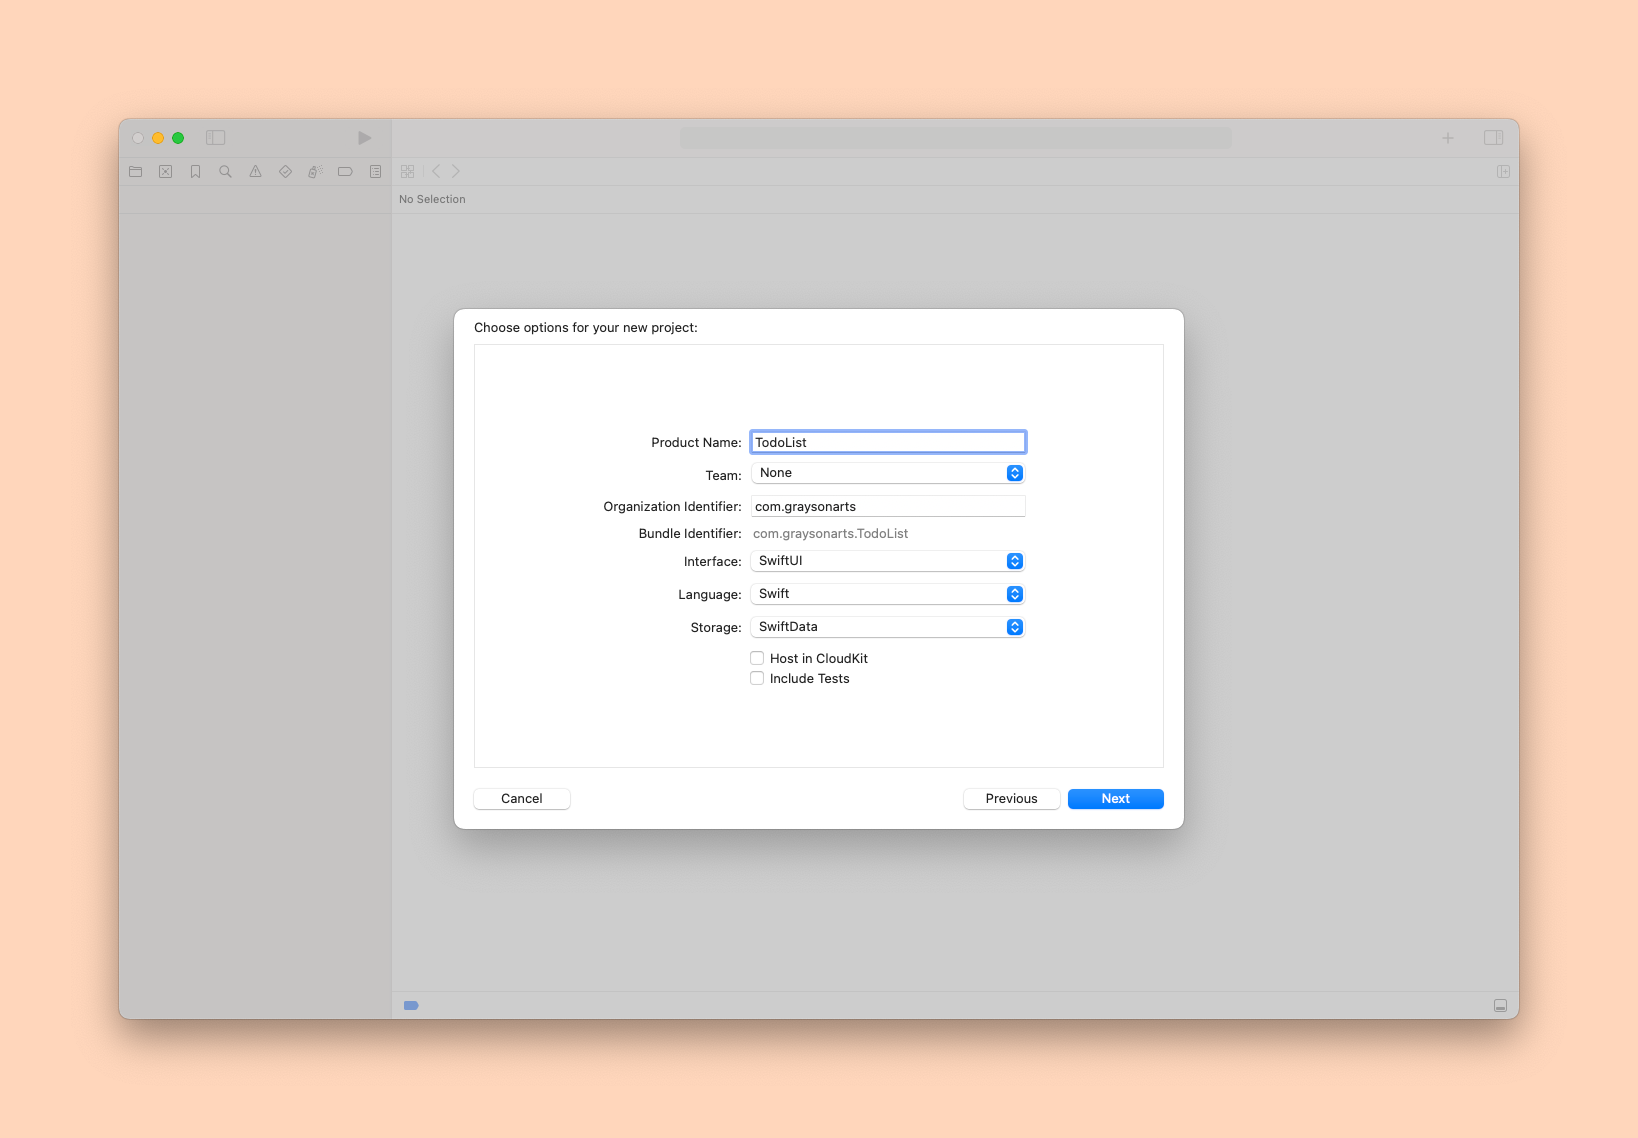 No Selection
Choose options for your new project:
Product Name: TodoList
Team: None
Organization Identifier: com.graysonarts
Bundle Identifier: com.graysonarts.TodoList
Interface: SwiftUI
Language: Swift
Storage: SwiftData
Host in CloudKit
Include Tests
Cancel Previous Next